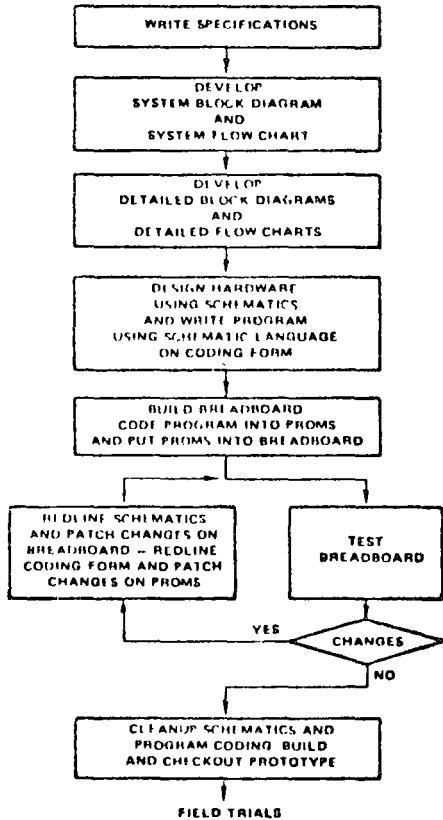 WRITE SPECIFICATIONS
DEVELOP
SYSTEM BLOCK DIAGRAM
AND
SYSTEM FLOW CHART
DEVELOP
DETAILED BLOCK DIAGRAMS
AND
DETAILED FLOW CHARTS
DESIGN HARDWARE
USING SCHEMATICS
AND WRITE PROGRAM
USING SCHEMATIC LANGUAGE
ON CODING FORM
BUILD BREADBOARD
CODE PROGRAM INTO PROMS
AND PUT PROMS INTO BREADBOARD
REDLINE SCHEMATICS
AND PATCH CHANGES ON
BREADBOARD – REDLINE
CODING FORM AND PATCH
CHANGES ON PROMS
TEST
BREADBOARD
YES
CHANGES
NO
CLEANUP SCHEMATICS AND
PROGRAM CODING BUILD
AND CHECKOUT PROTOTYPE
FIELD TRIALS